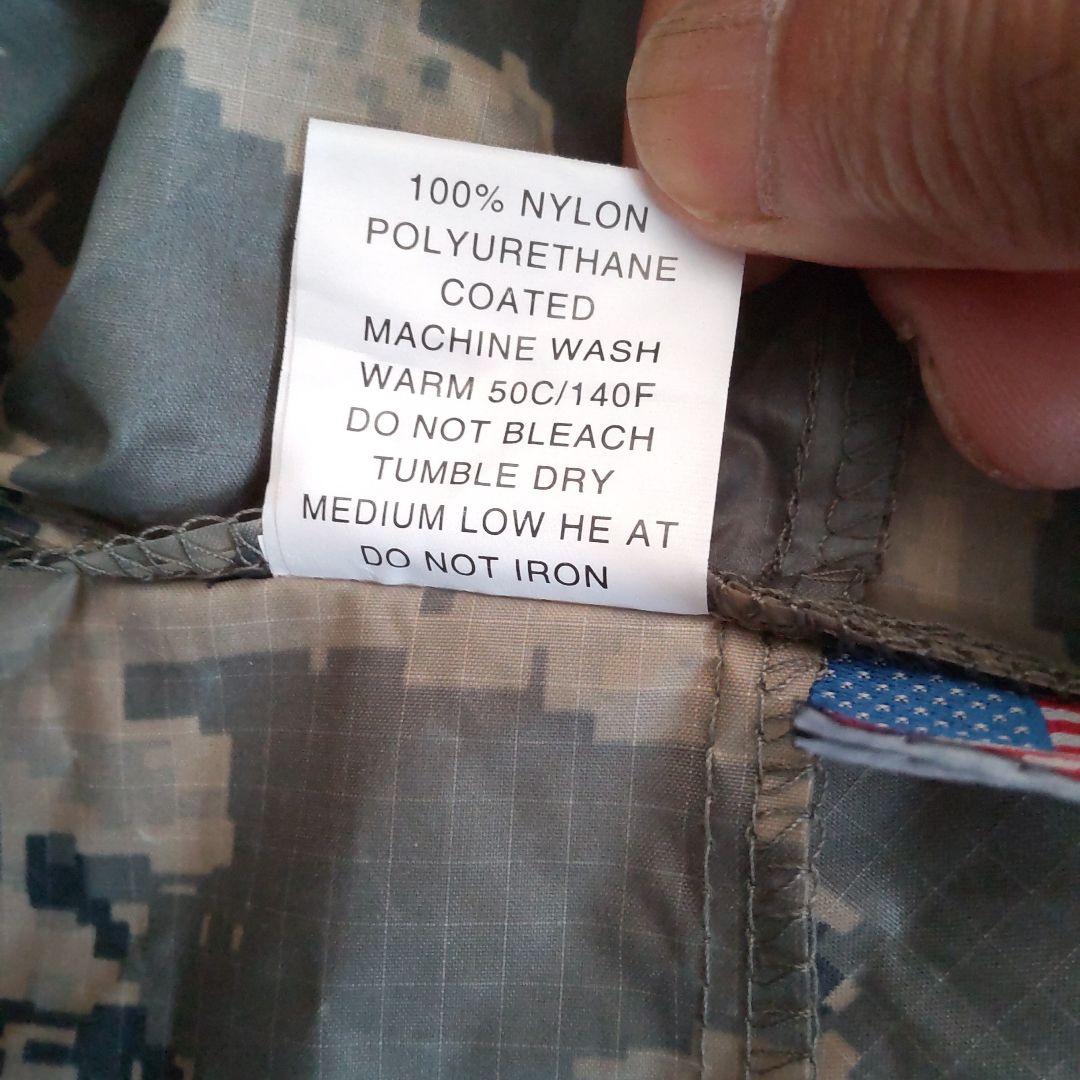 100% NYLON
POLYURETHANE
COATED
MACHINE WASH
WARM 50C/140F
DO NOT BLEACH
TUMBLE DRY
MEDIUM LOW HE AT
DO NOT IRON